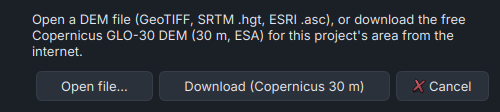 Open a DEM file (GeoTIFF, SRTM .hgt, ESRI .asc), or download the free
Copernicus GLO-30 DEM (30 m, ESA) for this project's area from the
internet.
Open file...
Download (Copernicus 30 m)
Cancel